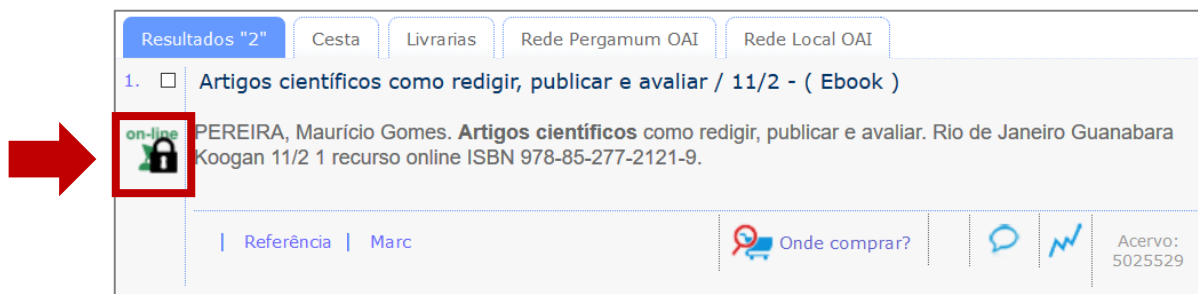 Resultados "2" Cesta Livrarias Rede Pergamum OAI Rede Local OAI
1. Artigos científicos como redigir, publicar e avaliar / 11/2 - ( Ebook )
on-line
PEREIRA, Maurício Gomes. Artigos científicos como redigir, publicar e avaliar. Rio de Janeiro Guanabara
Koogan 11/2 1 recurso online ISBN 978-85-277-2121-9.
| Referência | Marc Onde comprar? Acervo:
5025529